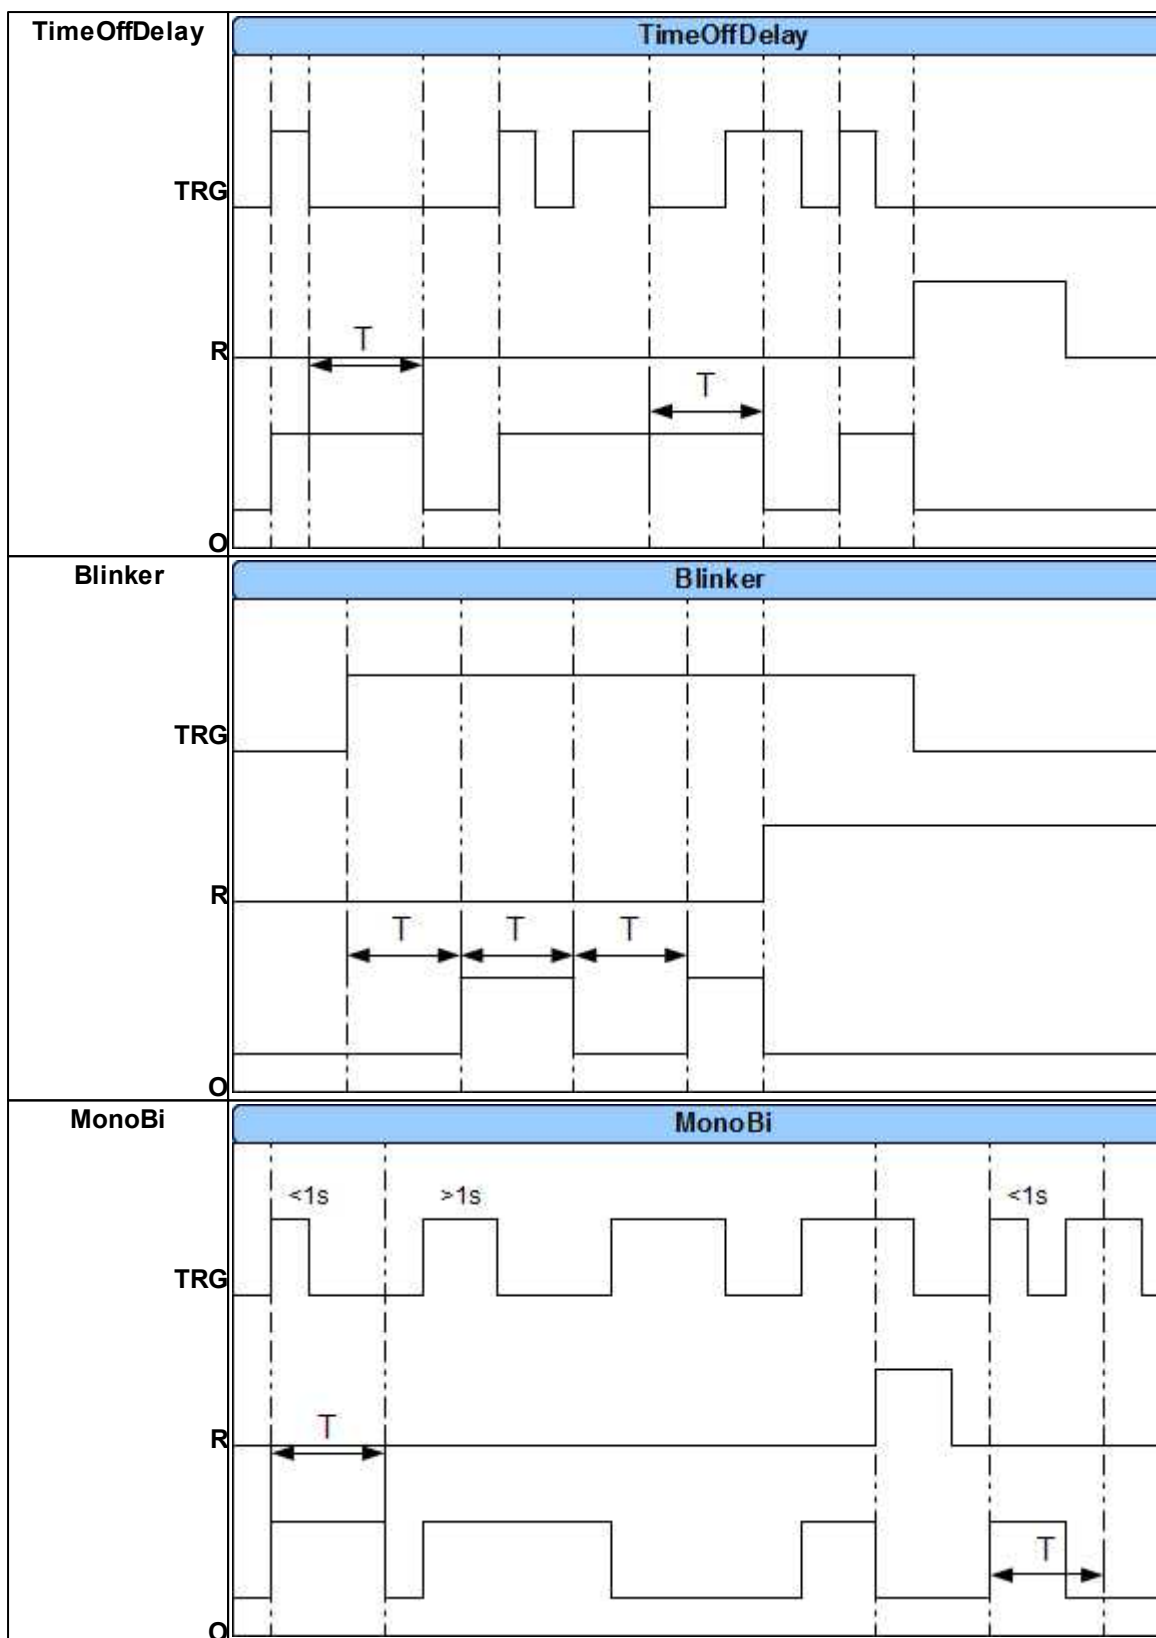 TimeOffDelay
TimeOffDelay
TRG
T
R
T
O
Blinker
Blinker
TRG
R
T T T
O
MonoBi
MonoBi
<1s >1s <1s
TRG
T
R
T
O